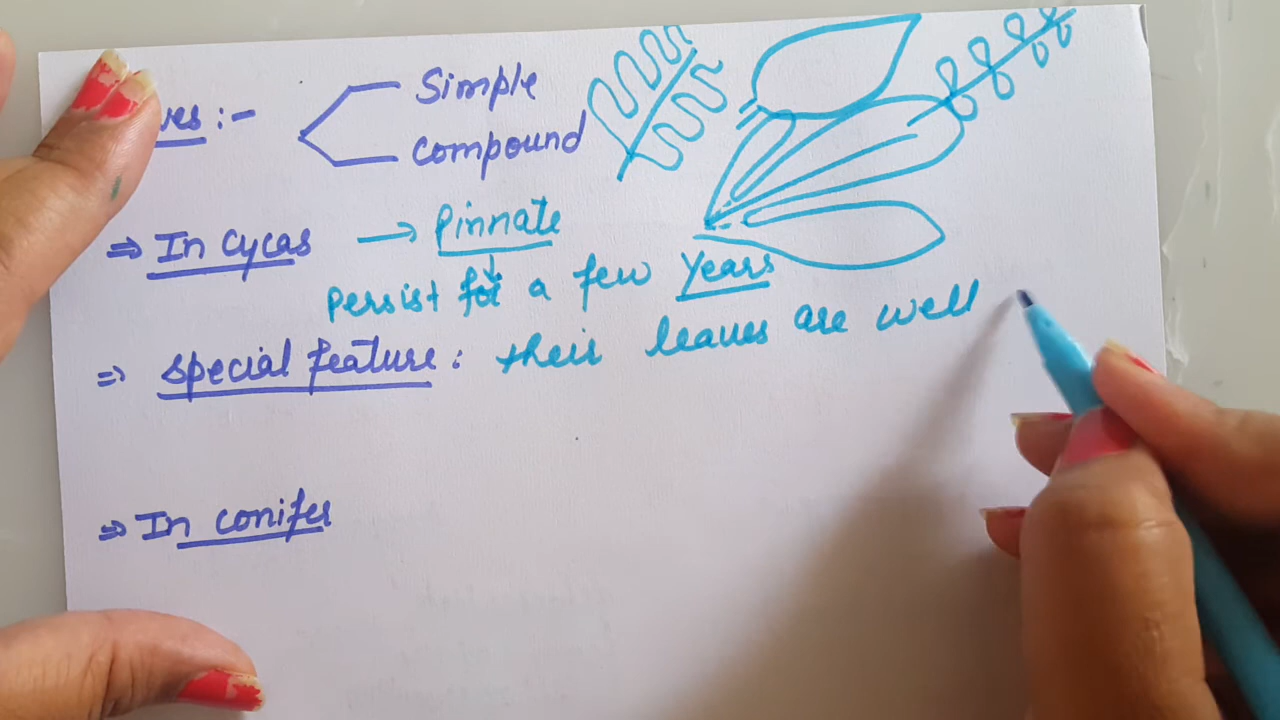 ves :-
Simple
compound
⇒ In Cycas → Pinnate
↓
Persist for a few Years
⇒ special feature : their leaves are well
⇒ In conifer